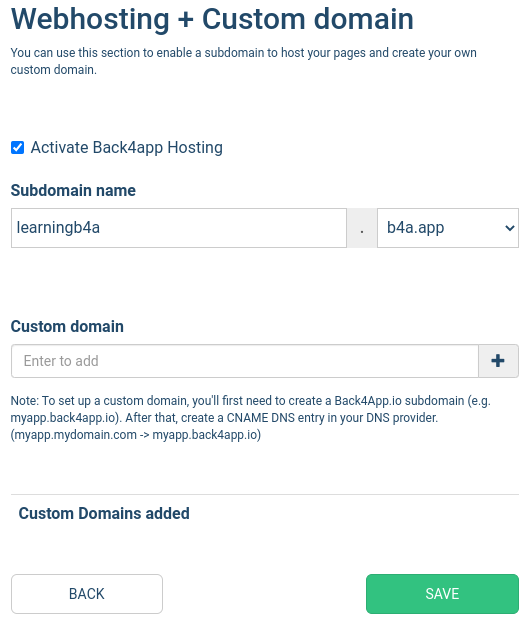 Webhosting + Custom domain
You can use this section to enable a subdomain to host your pages and create your own
custom domain.
Activate Back4app Hosting
Subdomain name
learningb4a . b4a.app
Custom domain
Enter to add +
Note: To set up a custom domain, you'll first need to create a Back4App.io subdomain (e.g.
myapp.back4app.io). After that, create a CNAME DNS entry in your DNS provider.
(myapp.mydomain.com -> myapp.back4app.io)
Custom Domains added
BACK SAVE